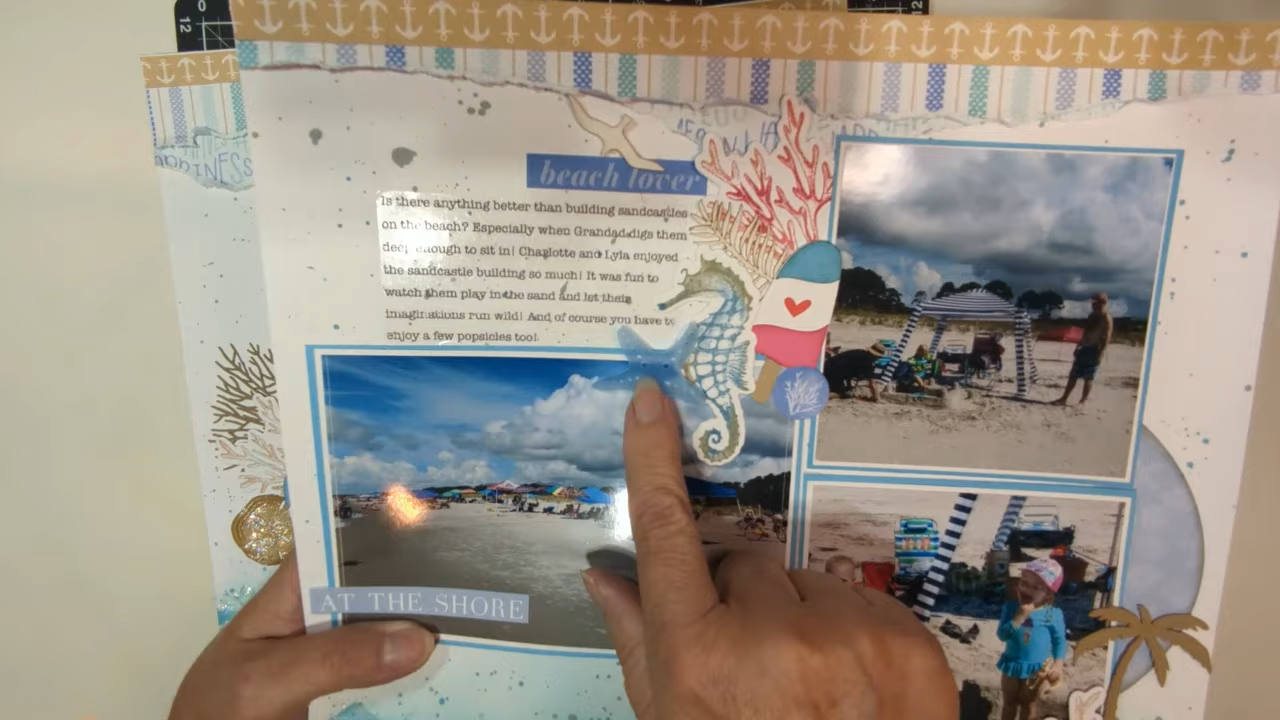 12
0
12
beach lover
Is there anything better than building sandcastles
on the beach? Especially when Grandad digs them
deep enough to sit in! Charlotte and Lyla enjoyed
the sandcastle building so much! It was fun to
watch them play in the sand and let their
imaginations run wild! And of course you have to
enjoy a few popsicles too!
AT THE SHORE